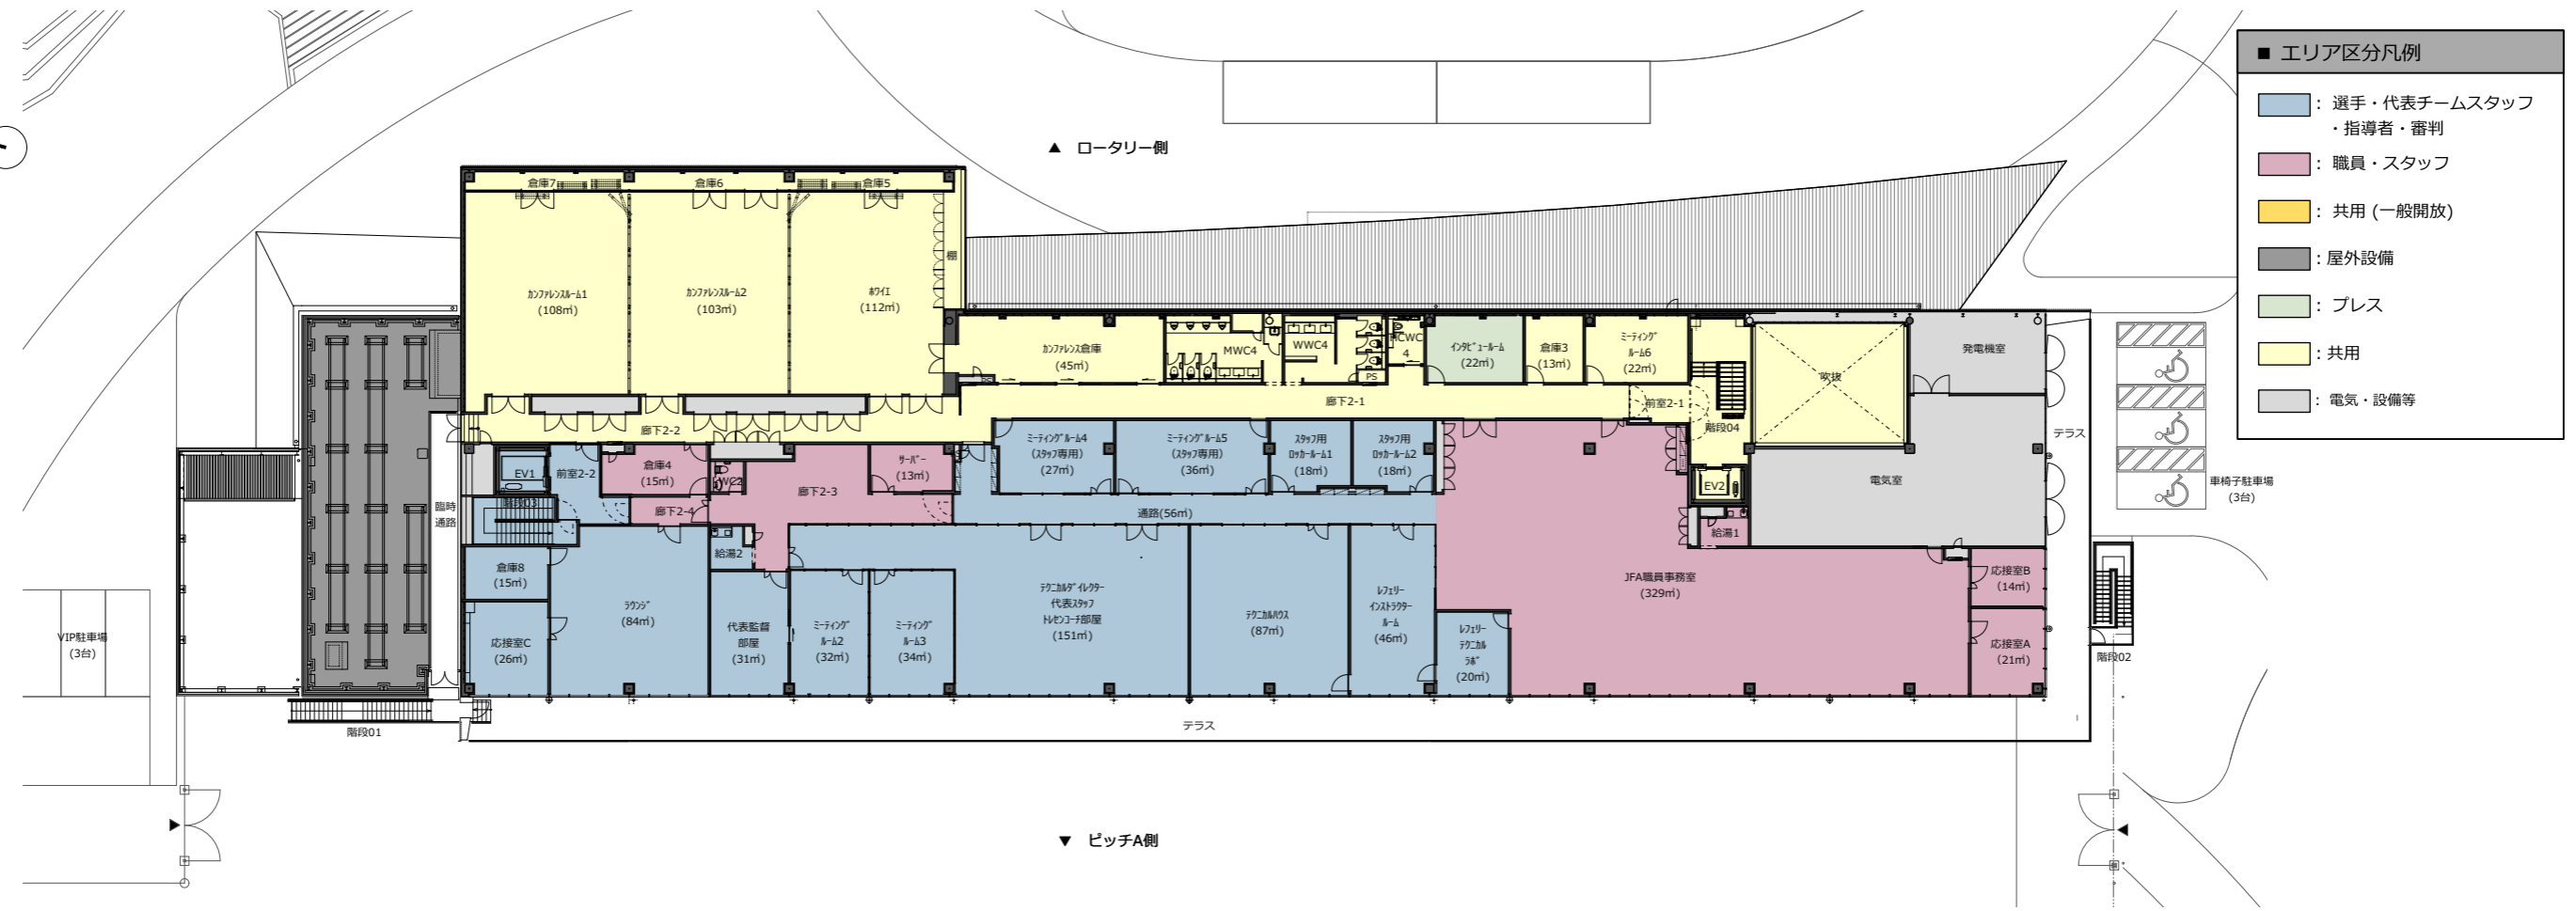 ■ エリア区分凡例
: 選手・代表チームスタッフ
・指導者・審判
: 職員・スタッフ
: 共用 (一般開放)
: 屋外設備
: プレス
: 共用
: 電気・設備等
▲ ロータリー側
倉庫7
倉庫6
倉庫5
棚
ｶﾝﾌｧﾚﾝｽﾙｰﾑ1
(108㎡)
ｶﾝﾌｧﾚﾝｽﾙｰﾑ2
(103㎡)
ﾎﾜｲｴ
(112㎡)
ｶﾝﾌｧﾚﾝｽ倉庫
(45㎡)
MWC4
WWC4
HCWC
4
PS
ｲﾝﾀﾋﾞｭｰﾙｰﾑ
(22㎡)
倉庫3
(13㎡)
ﾐｰﾃｨﾝｸﾞ
ﾙｰﾑ6
(22㎡)
吹抜
発電機室
廊下2-1
前室2-1
階段04
廊下2-2
テラス
EV1
前室2-2
倉庫4
(15㎡)
WC2
廊下2-3
ｻｰﾊﾞｰ
(13㎡)
ﾐｰﾃｨﾝｸﾞﾙｰﾑ4
(ｽﾀｯﾌ専用)
(27㎡)
ﾐｰﾃｨﾝｸﾞﾙｰﾑ5
(ｽﾀｯﾌ専用)
(36㎡)
ｽﾀｯﾌ用
ﾛｯｶｰﾙｰﾑ1
(18㎡)
ｽﾀｯﾌ用
ﾛｯｶｰﾙｰﾑ2
(18㎡)
EV2
電気室
車椅子駐車場
(3台)
臨時
通路
階段03
廊下2-4
通路(56㎡)
給湯1
給湯2
倉庫8
(15㎡)
ﾗｳﾝｼﾞ
(84㎡)
応接室C
(26㎡)
代表監督
部屋
(31㎡)
ﾐｰﾃｨﾝｸﾞ
ﾙｰﾑ2
(32㎡)
ﾐｰﾃｨﾝｸﾞ
ﾙｰﾑ3
(34㎡)
ﾃｸﾆｶﾙﾀﾞｲﾚｸﾀｰ
代表ｽﾀｯﾌ
ﾄﾚｾﾝｺｰﾁ部屋
(151㎡)
ﾃｸﾆｶﾙﾊｳｽ
(87㎡)
ﾚﾌｪﾘｰ
ｲﾝｽﾄﾗｸﾀｰ
ﾙｰﾑ
(46㎡)
ﾚﾌｪﾘｰ
ﾃｸﾆｶﾙ
ﾗﾎﾞ
(20㎡)
JFA職員事務室
(329㎡)
応接室B
(14㎡)
応接室A
(21㎡)
VIP駐車場
(3台)
階段02
階段01
テラス
▼ ピッチA側